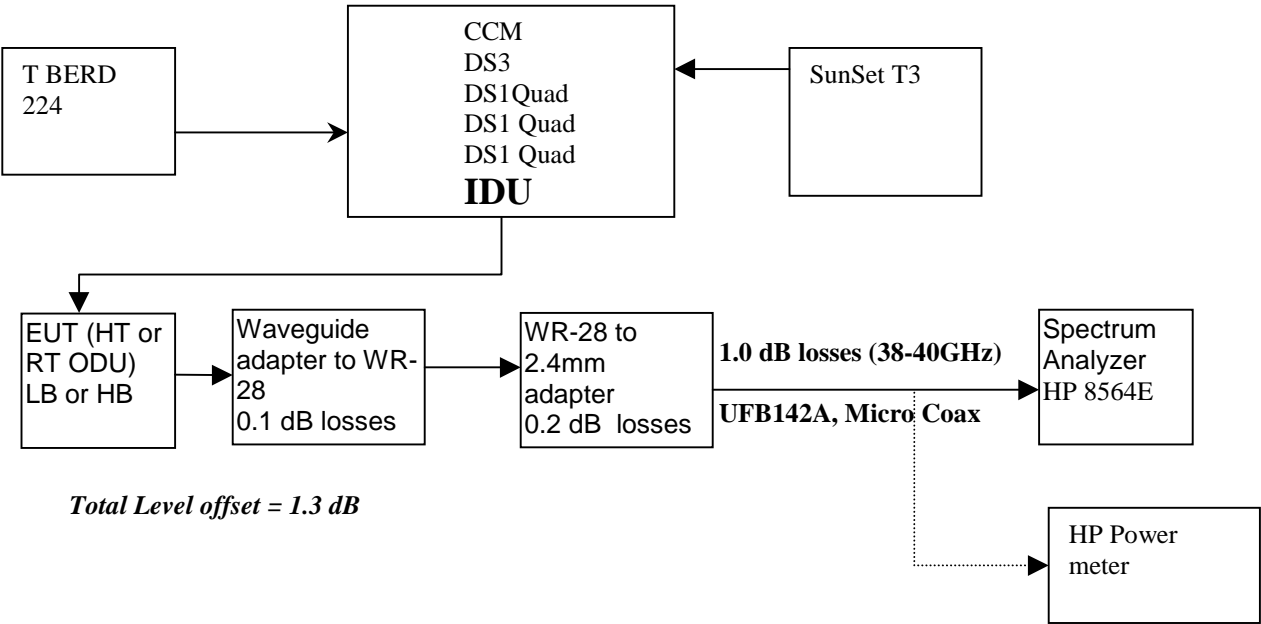 T BERD
224
CCM
DS3
DS1Quad
DS1 Quad
DS1 Quad
IDU
SunSet T3
EUT (HT or
RT ODU)
LB or HB
Waveguide
adapter to WR-
28
0.1 dB losses
WR-28 to
2.4mm
adapter
0.2 dB losses
1.0 dB losses (38-40GHz)
UFB142A, Micro Coax
Spectrum
Analyzer
HP 8564E
Total Level offset = 1.3 dB
HP Power
meter